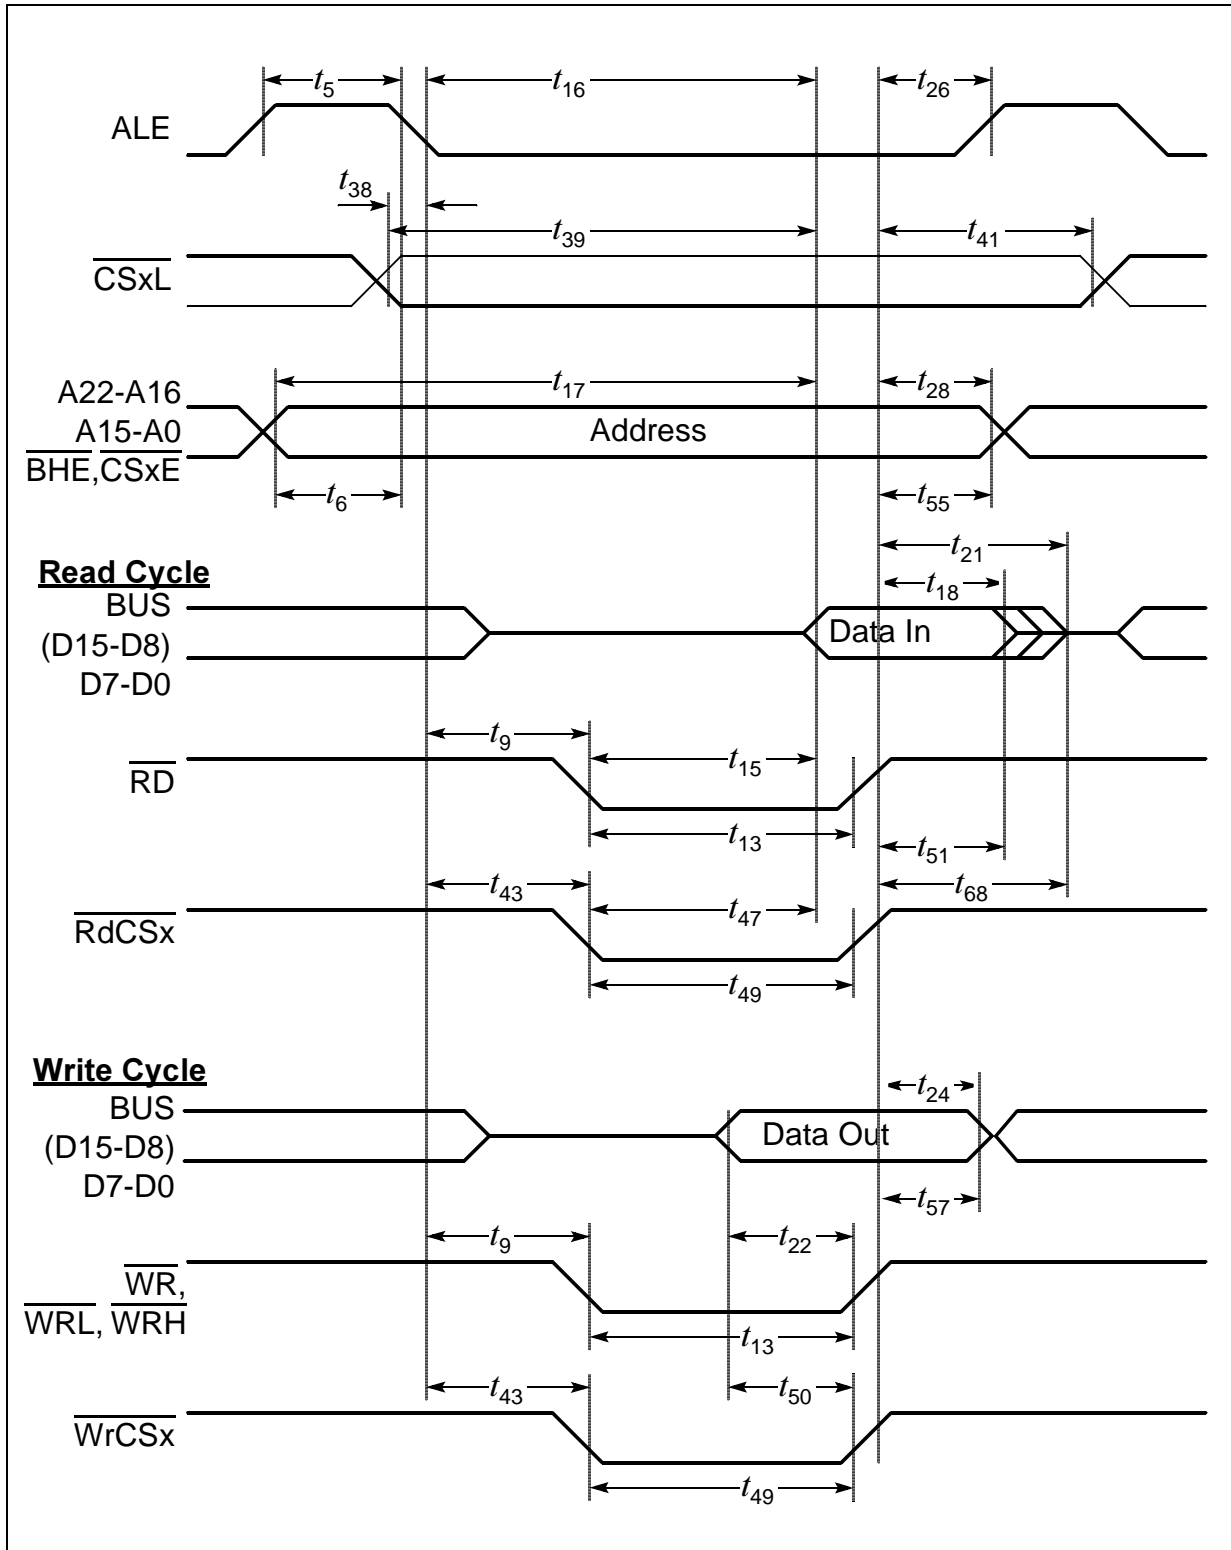 t5 t16 t26
ALE
t38
t39 t41
CSxL
A22-A16 t17 t28
A15-A0 Address
BHE,CSxE
t6 t55
t21
Read Cycle t18
BUS
(D15-D8) Data In
D7-D0
t9
RD t15
t13 t51
t43 t68
RdCSx t47
t49
Write Cycle
BUS t24
(D15-D8) Data Out
D7-D0 t57
t9 t22
WR,
WRL, WRH
t13
t43 t50
WrCSx
t49